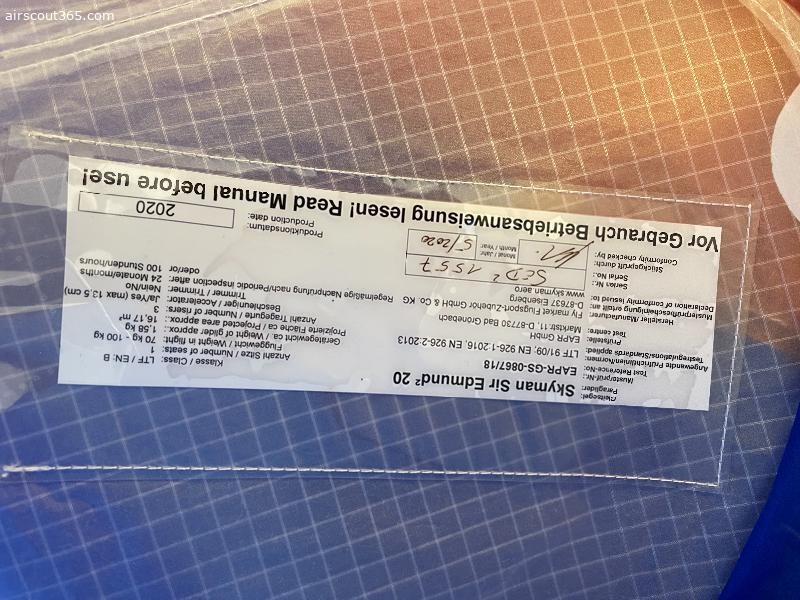 airscout365.com
Gleitsegel:
Paraglider: Skyman Sir Edmund² 20
Musterprüf-Nr.:
Test Reference-No.: EAPR-GS-0867/18
Angewande Prüfrichtlinien/Normen:
Testregulations/Standards applied: LTF 91/09, EN 926-1:2016, EN 926-2:2013
Prüfstelle: EAPR GmbH
Test centre: Marktstr. 11, D-87730 Bad Grönenbach
Hersteller / Manufacturer:
Musterprüfbescheinigung erteilt an: Fly market Flugsport-Zubehör GmbH & Co KG
Declaration of conformity issued to: D-87637 Eisenberg
www.skyman.aero
Serial Nr.:
Serial No.: SED² 1557
Stückgeprüft durch:
Conformity checked by: Monat / Jahr
Month / Year 5/2020
Klasse / Class: LTF / EN: B
Anzahl Sitze / Number of seats: 1
Fluggewicht / Weight in flight: 70 kg - 100 kg
Gerätegewicht ca / Weight of glider approx.: 1,58 kg
Projizierte Fläche ca / Projected area approx.: 16,17 m²
Anzahl Tragegurte / Number of risers: 3
Beschleuniger / Accelerator: Ja/Yes (max 13,5 cm)
Trimmer / Trimmer: Nein/No
Regelmäßige Nachprüfung nach/Periodic inspection after: 24 Monate/months
oder/or 100 Stunden/hours
Produktionsdatum:
Production date: 2020
Vor Gebrauch Betriebsanweisung lesen! Read Manual before use!